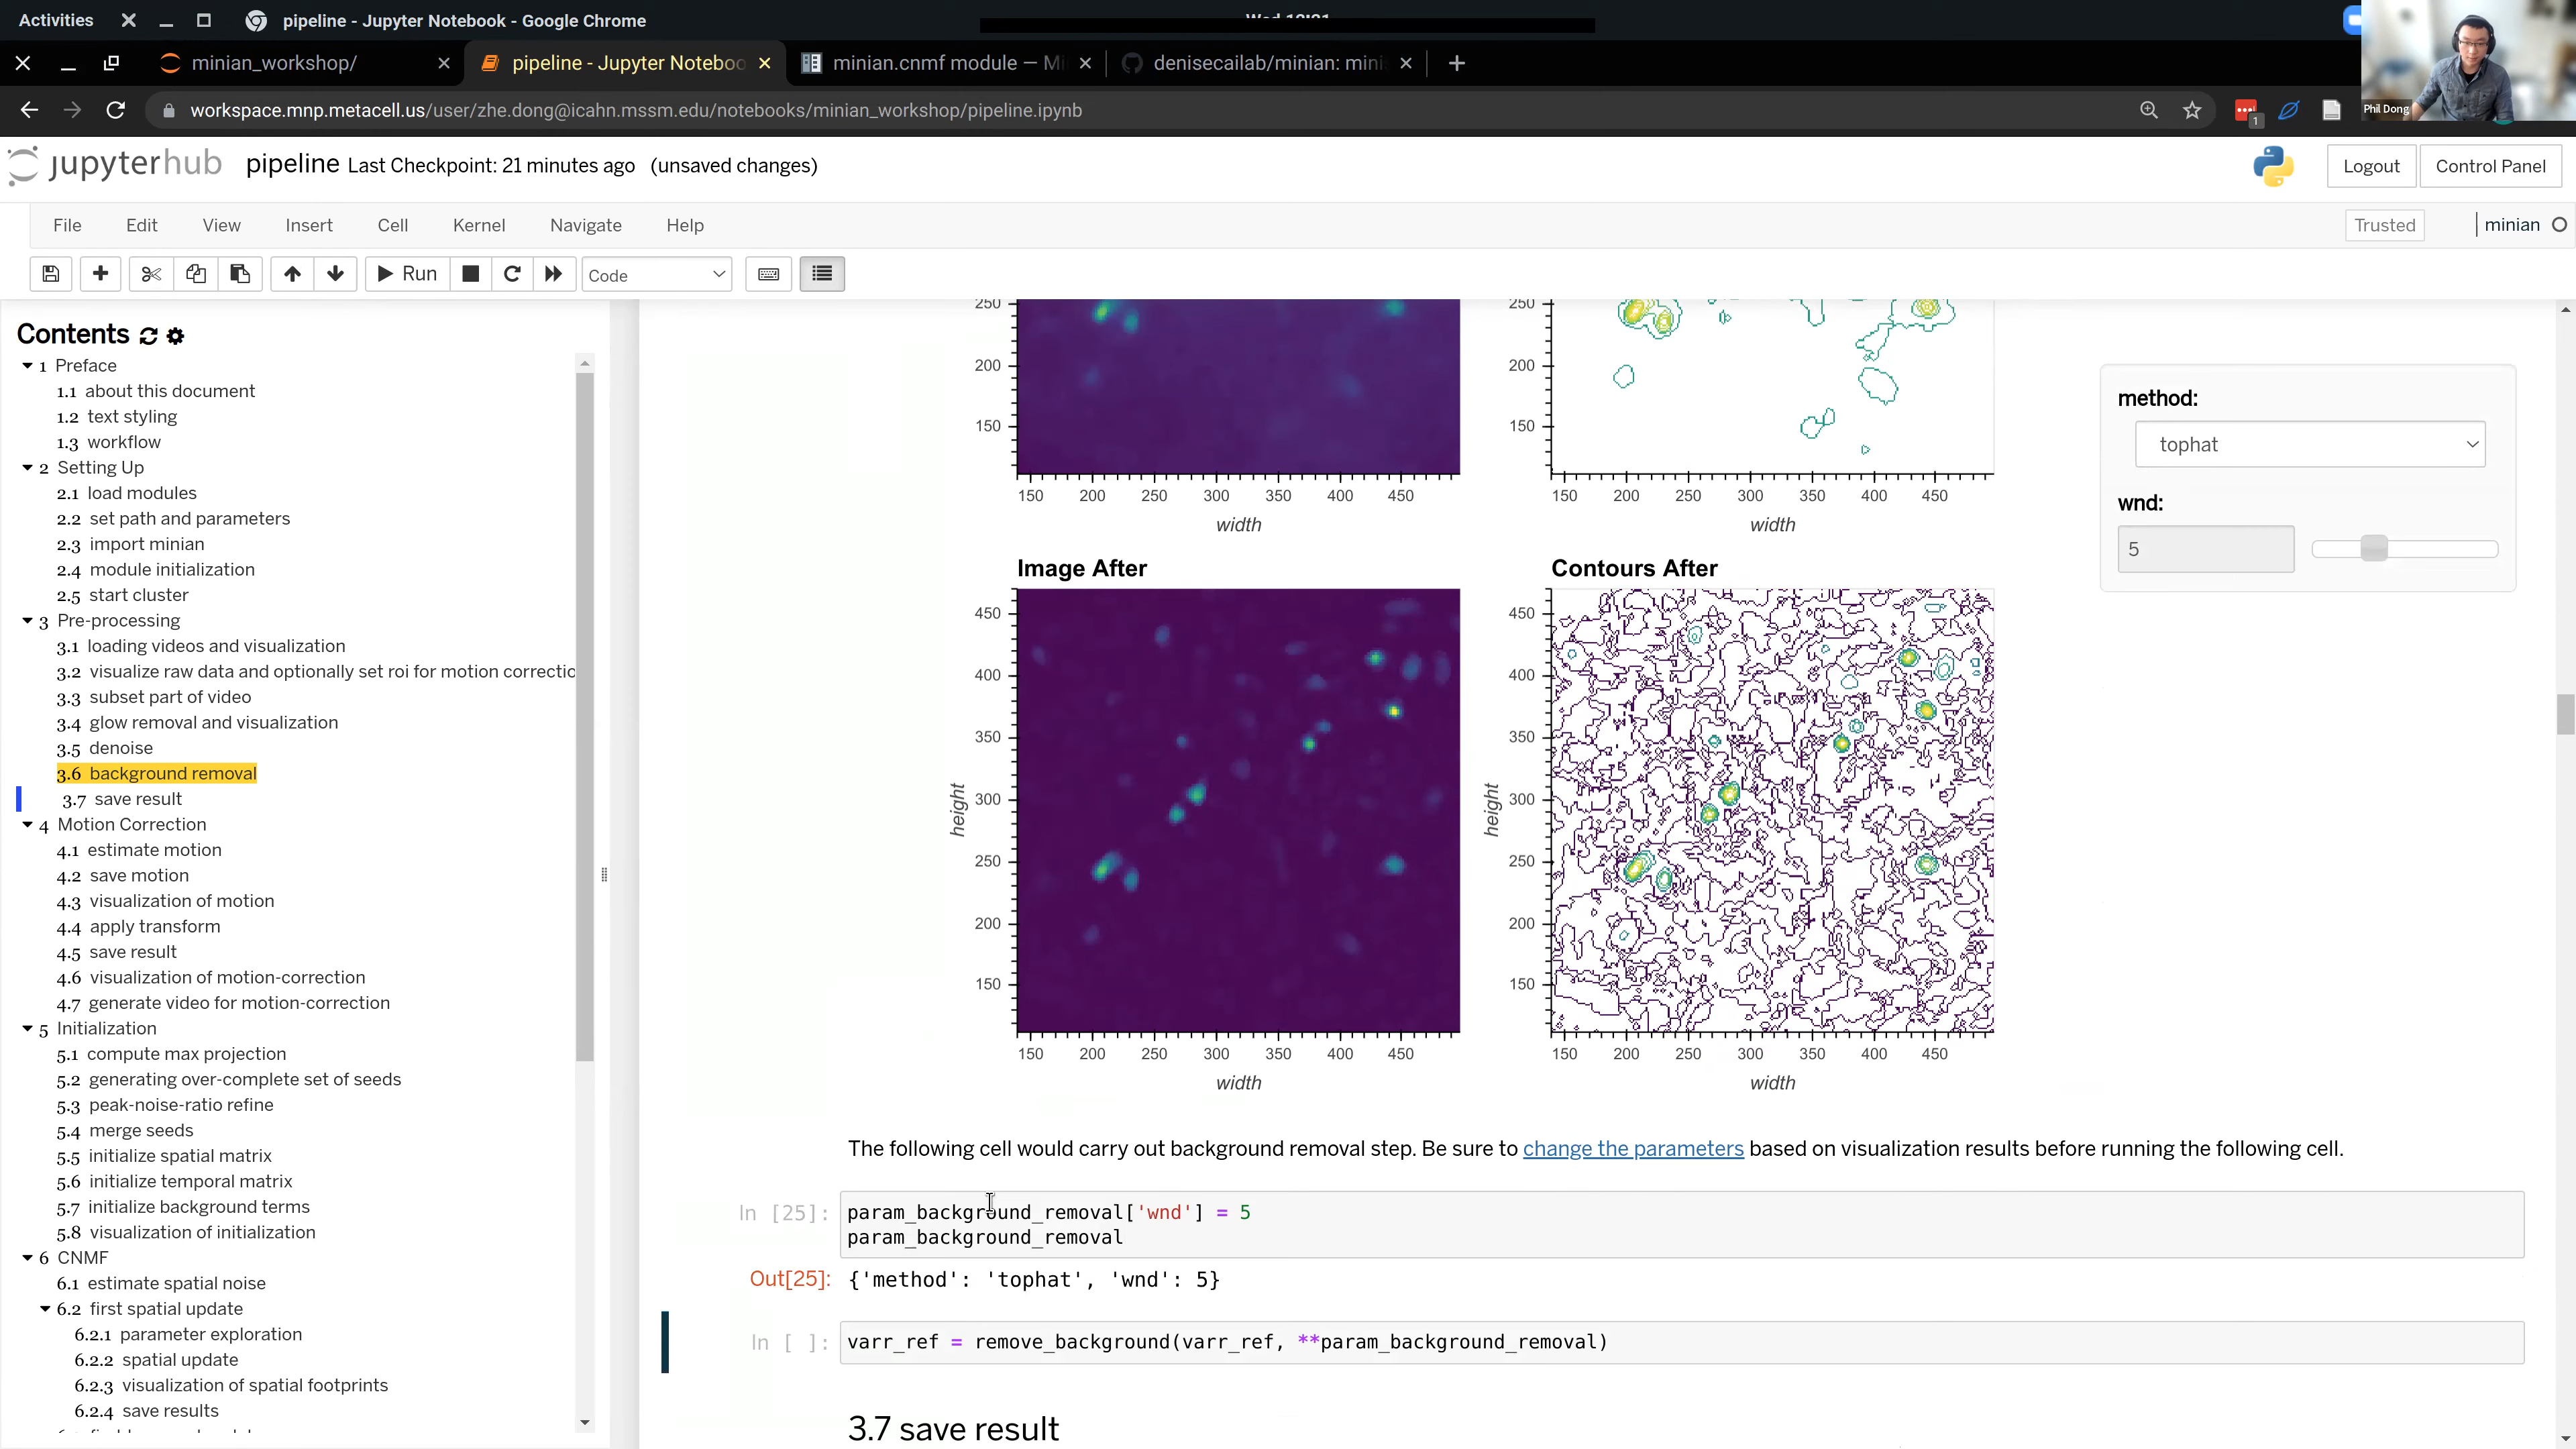 Activities
pipeline - Jupyter Notebook - Google Chrome
minian_workshop/
pipeline - Jupyter Noteboo
minian.cnmf module — Mi
denisecailab/minian: mini
workspace.mnp.metacell.us/user/zhe.dong@icahn.mssm.edu/notebooks/minian_workshop/pipeline.ipynb
1
Phil Dong
jupyterhub
pipeline Last Checkpoint: 21 minutes ago (unsaved changes)
Logout
Control Panel
File
Edit
View
Insert
Cell
Kernel
Navigate
Help
Trusted
minian
Run
Code
Contents
1 Preface
1.1 about this document
1.2 text styling
1.3 workflow
2 Setting Up
2.1 load modules
2.2 set path and parameters
2.3 import minian
2.4 module initialization
2.5 start cluster
3 Pre-processing
3.1 loading videos and visualization
3.2 visualize raw data and optionally set roi for motion correctio
3.3 subset part of video
3.4 glow removal and visualization
3.5 denoise
3.6 background removal
3.7 save result
4 Motion Correction
4.1 estimate motion
4.2 save motion
4.3 visualization of motion
4.4 apply transform
4.5 save result
4.6 visualization of motion-correction
4.7 generate video for motion-correction
5 Initialization
5.1 compute max projection
5.2 generating over-complete set of seeds
5.3 peak-noise-ratio refine
5.4 merge seeds
5.5 initialize spatial matrix
5.6 initialize temporal matrix
5.7 initialize background terms
5.8 visualization of initialization
6 CNMF
6.1 estimate spatial noise
6.2 first spatial update
6.2.1 parameter exploration
6.2.2 spatial update
6.2.3 visualization of spatial footprints
6.2.4 save results
250
200
150
150 200 250 300 350 400 450
width
250
200
150
150 200 250 300 350 400 450
width
method:
tophat
wnd:
5
Image After
450
400
350
300
250
200
150
height
150 200 250 300 350 400 450
width
Contours After
450
400
350
300
250
200
150
height
150 200 250 300 350 400 450
width
The following cell would carry out background removal step. Be sure to change the parameters based on visualization results before running the following cell.
In [25]: param_background_removal['wnd'] = 5
param_background_removal
Out[25]: {'method': 'tophat', 'wnd': 5}
In [ ]: varr_ref = remove_background(varr_ref, **param_background_removal)
3.7 save result